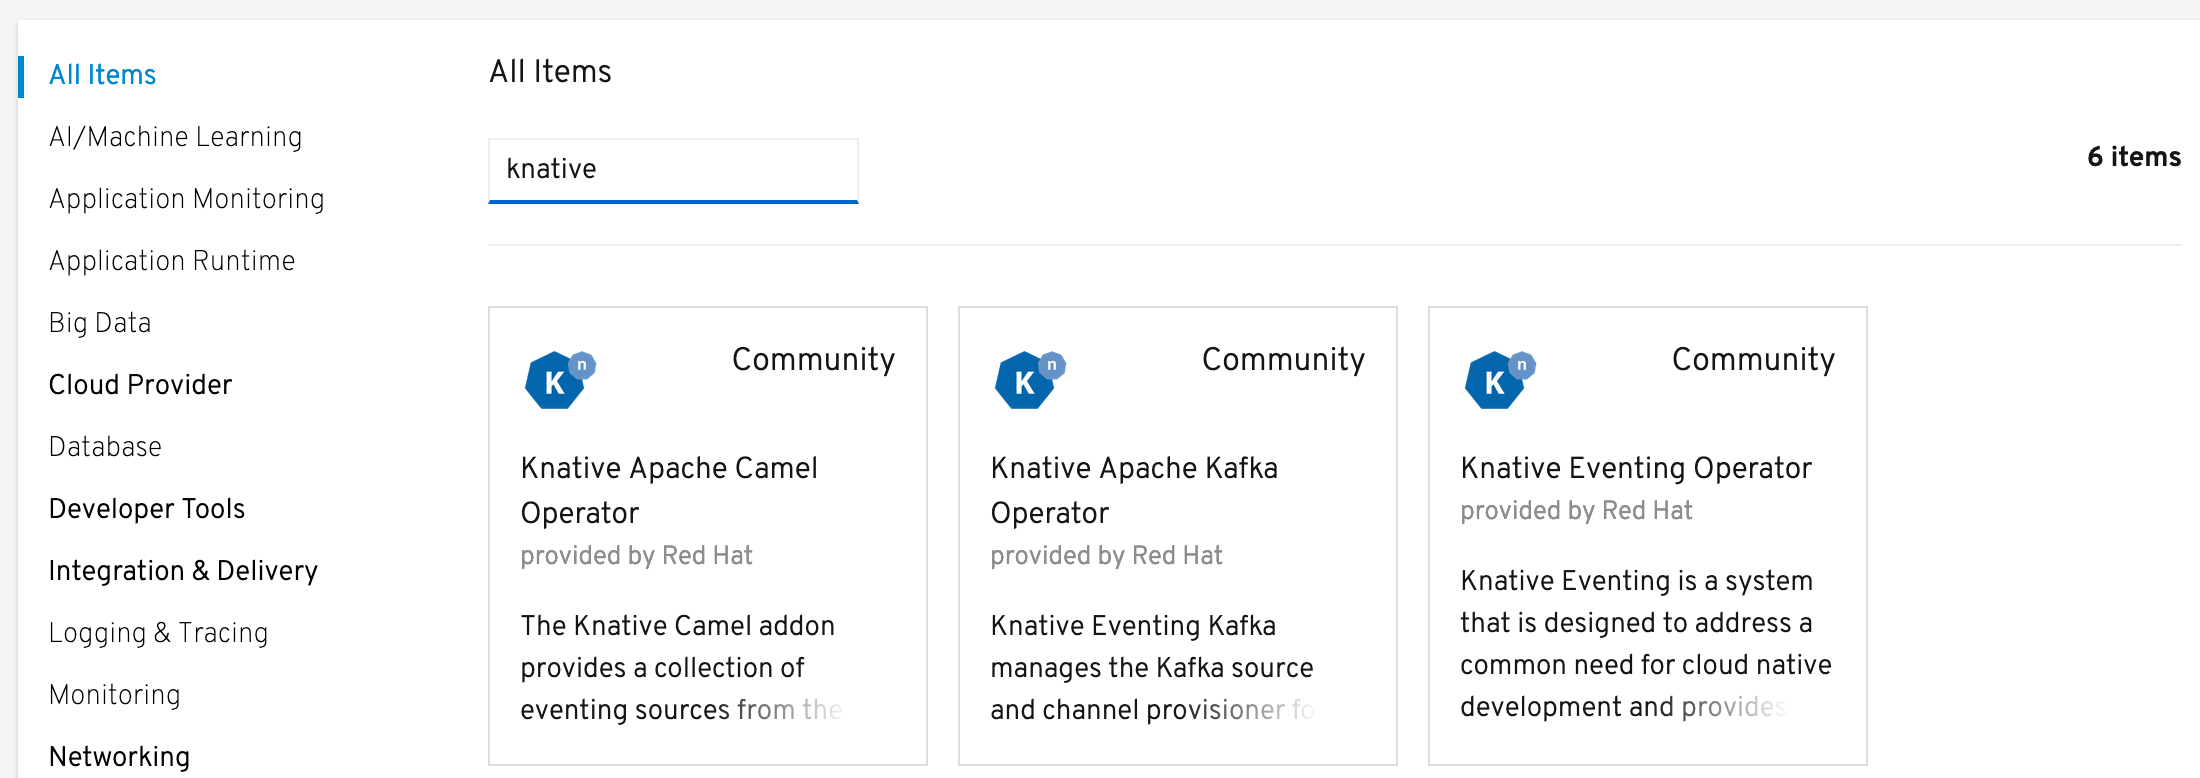 All Items
AI/Machine Learning
Application Monitoring
Application Runtime
Big Data
Cloud Provider
Database
Developer Tools
Integration & Delivery
Logging & Tracing
Monitoring
Networking
All Items
knative
6 items
K n
Community
Knative Apache Camel
Operator
provided by Red Hat
The Knative Camel addon
provides a collection of
eventing sources from the
K n
Community
Knative Apache Kafka
Operator
provided by Red Hat
Knative Eventing Kafka
manages the Kafka source
and channel provisioner fo
K n
Community
Knative Eventing Operator
provided by Red Hat
Knative Eventing is a system
that is designed to address a
common need for cloud native
development and provides